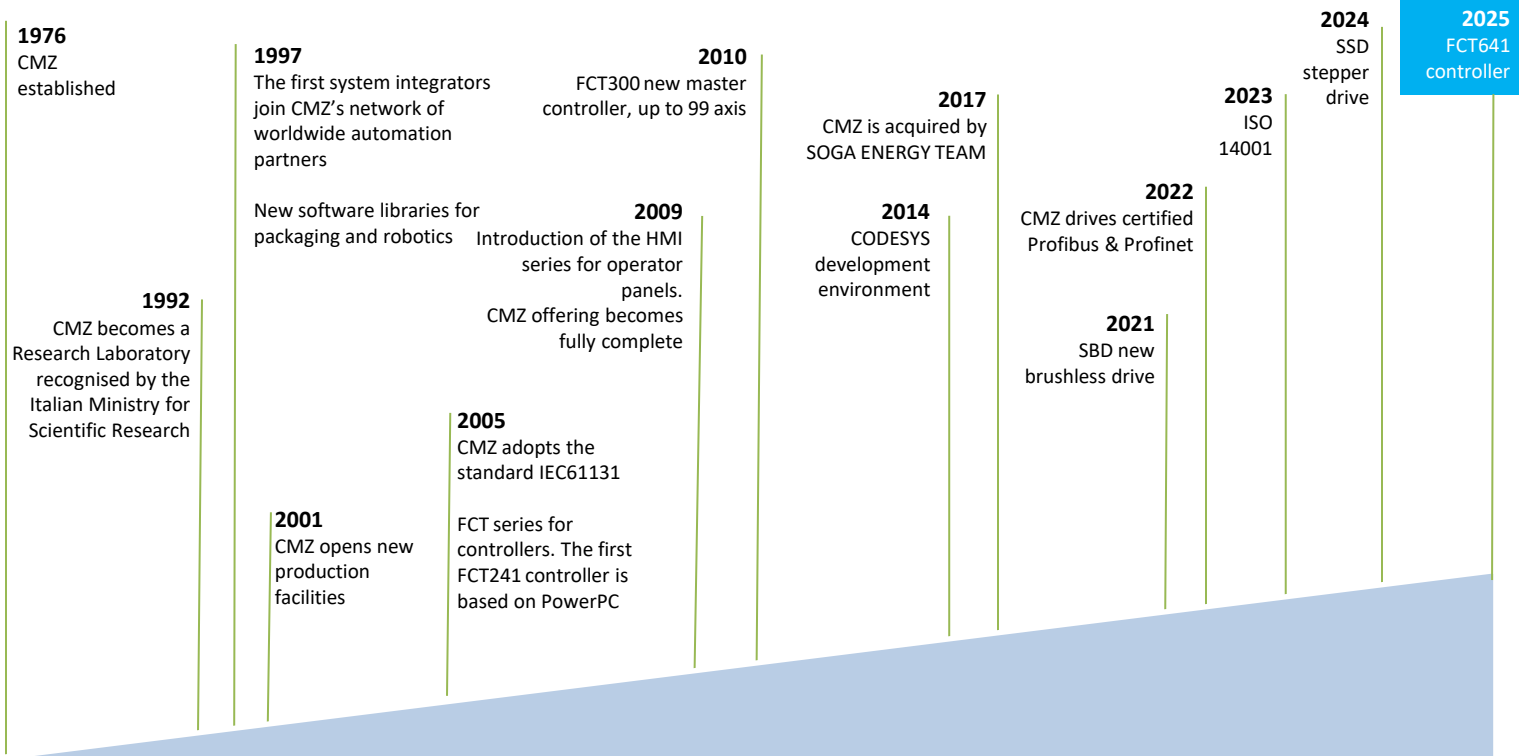 1976
CMZ
established
1992
CMZ becomes a
Research Laboratory
recognised by the
Italian Ministry for
Scientific Research
1997
The first system integrators
join CMZ's network of
worldwide automation
partners
New software libraries for
packaging and robotics
2001
CMZ opens new
production
facilities
2005
CMZ adopts the
standard IEC61131
FCT series for
controllers. The first
FCT241 controller is
based on PowerPC
2009
Introduction of the HMI
series for operator
panels.
CMZ offering becomes
fully complete
2010
FCT300 new master
controller, up to 99 axis
2014
CODESYS
development
environment
2017
CMZ is acquired by
SOGA ENERGY TEAM
2021
SBD new
brushless drive
2022
CMZ drives certified
Profibus & Profinet
2023
ISO
14001
2024
SSD
stepper
drive
2025
FCT641
controller